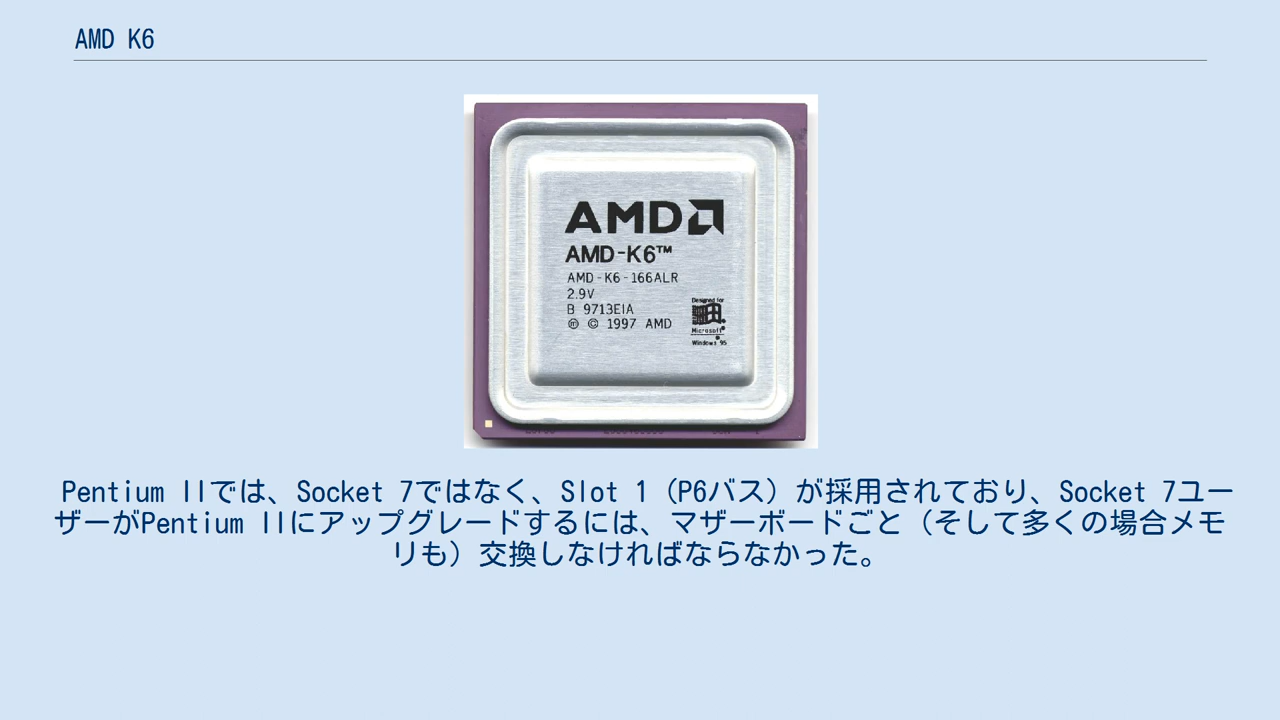 AMD K6
AMD
AMD-K6™
AMD-K6-166ALR
2.9V
B 9713EIA
ⓜ © 1997 AMD
Designed for
Microsoft
Windows 95
Pentium IIでは、Socket 7ではなく、Slot 1（P6バス）が採用されており、Socket 7ユー
ザーがPentium IIにアップグレードするには、マザーボードごと（そして多くの場合メモ
リも）交換しなければならなかった。